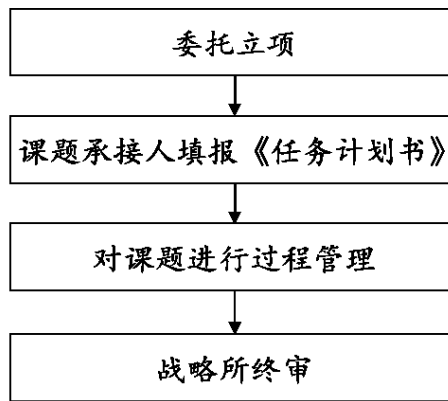 委托立项
课题承接人填报《任务计划书》
对课题进行过程管理
战略所终审